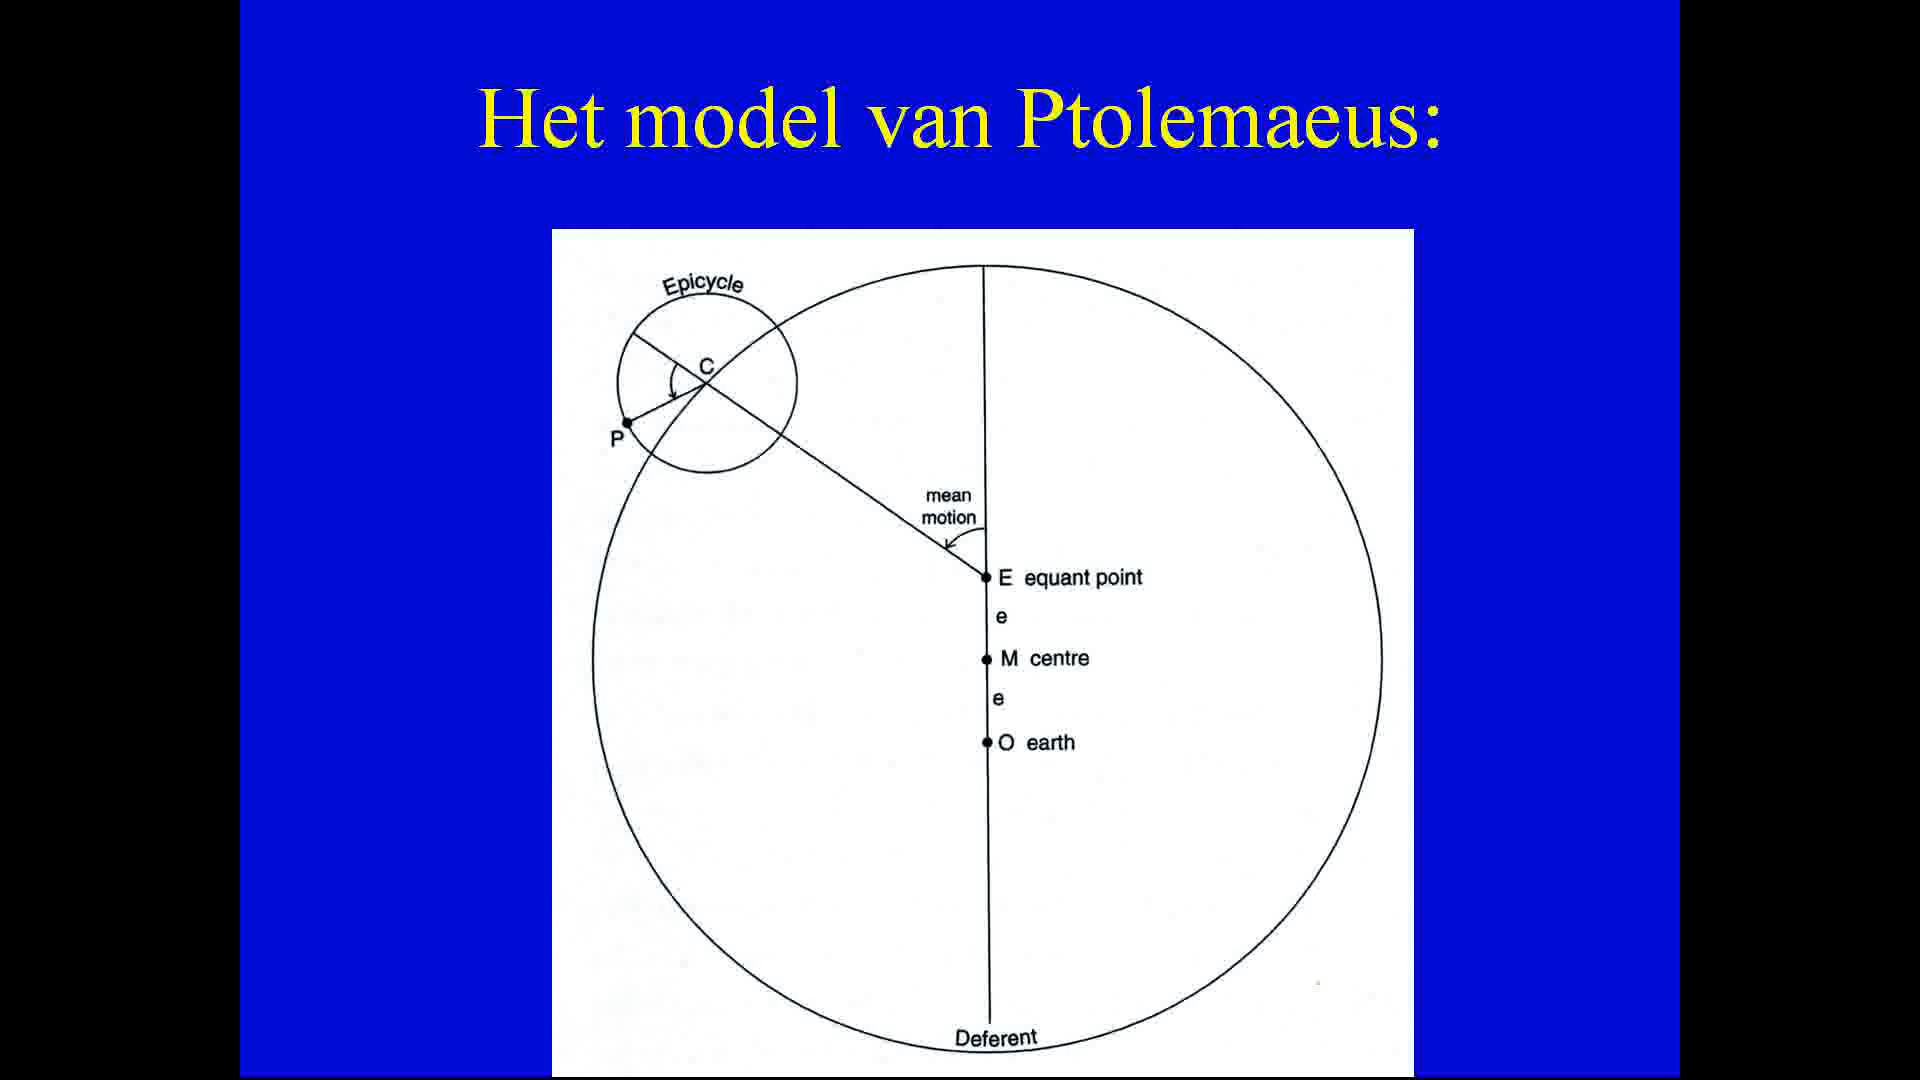 Het model van Ptolemaeus:
Epicycle
C
P
mean
motion
E equant point
e
M centre
e
O earth
Deferent